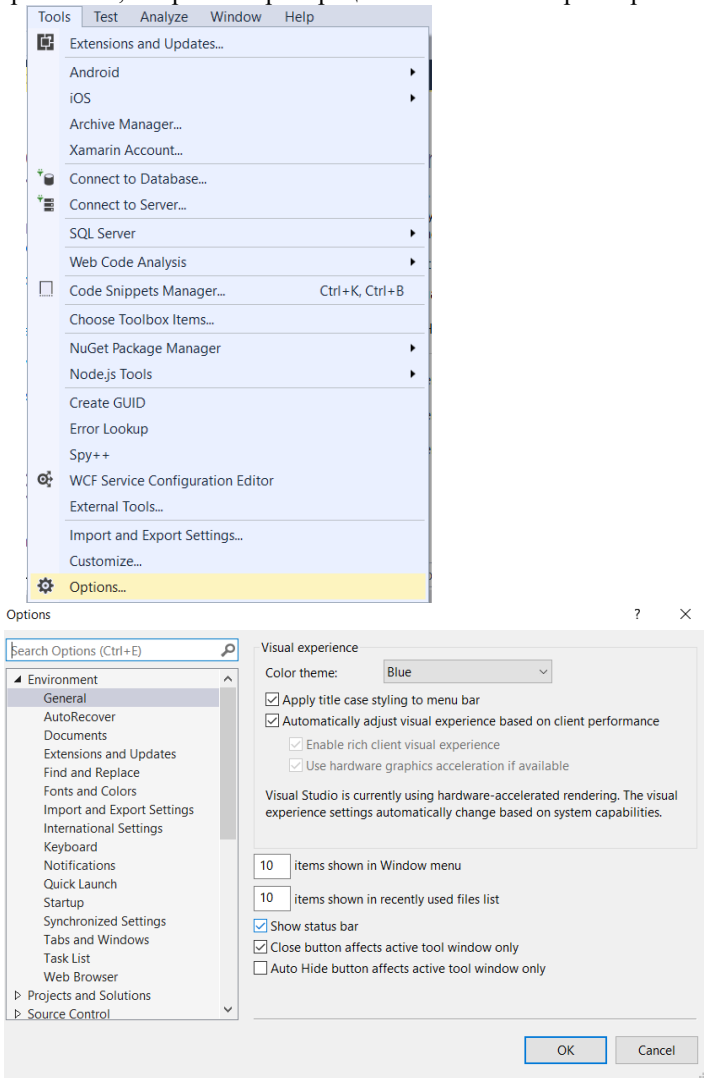 Tools Test Analyze Window Help
Extensions and Updates...
Android
iOS
Archive Manager...
Xamarin Account...
Connect to Database...
Connect to Server...
SQL Server
Web Code Analysis
Code Snippets Manager... Ctrl+K, Ctrl+B
Choose Toolbox Items...
NuGet Package Manager
Node.js Tools
Create GUID
Error Lookup
Spy++
WCF Service Configuration Editor
External Tools...
Import and Export Settings...
Customize...
Options...
Options
Search Options (Ctrl+E)
Environment
General
AutoRecover
Documents
Extensions and Updates
Find and Replace
Fonts and Colors
Import and Export Settings
International Settings
Keyboard
Notifications
Quick Launch
Startup
Synchronized Settings
Tabs and Windows
Task List
Web Browser
Projects and Solutions
Source Control
Visual experience
Color theme: Blue
Apply title case styling to menu bar
Automatically adjust visual experience based on client performance
Enable rich client visual experience
Use hardware graphics acceleration if available
Visual Studio is currently using hardware-accelerated rendering. The visual
experience settings automatically change based on system capabilities.
10 items shown in Window menu
10 items shown in recently used files list
Show status bar
Close button affects active tool window only
Auto Hide button affects active tool window only
OK Cancel